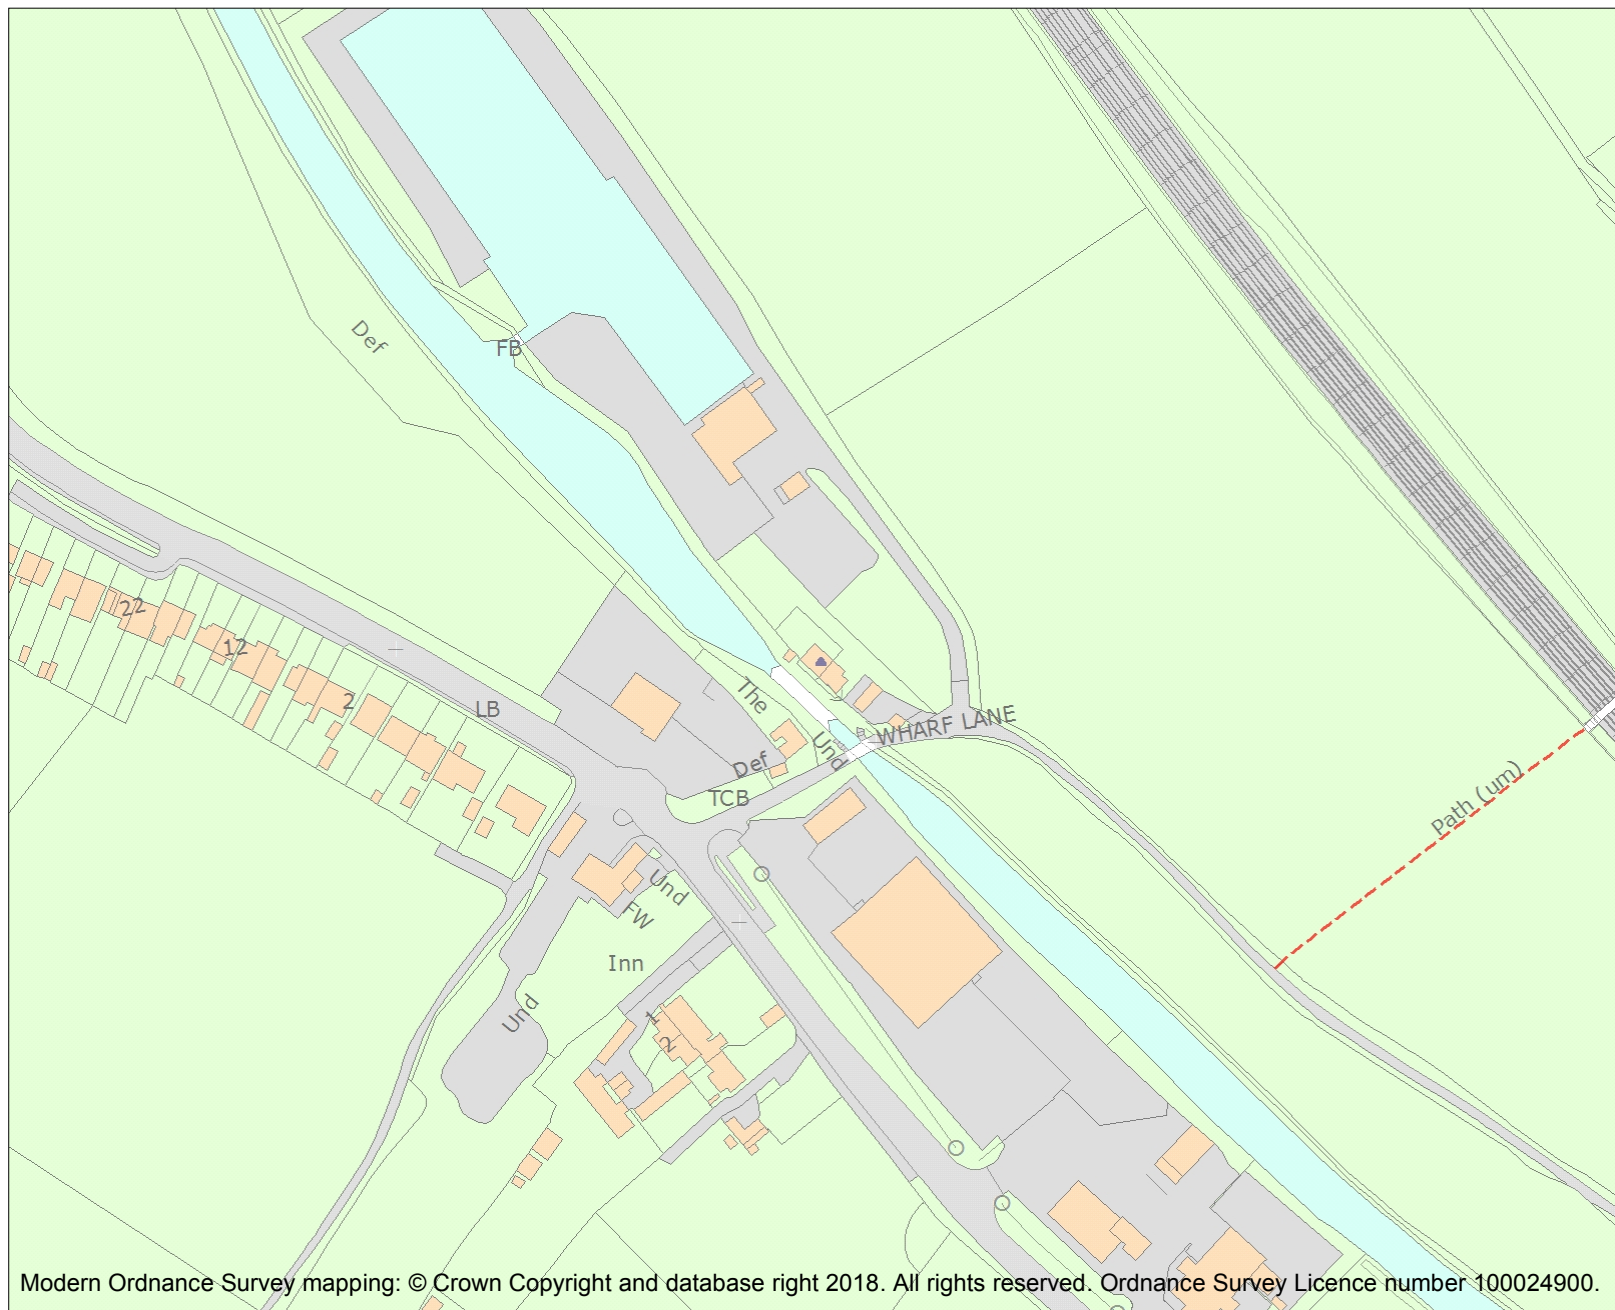 Def
FB
22
12
2
LB
The
Und
WHARF LANE
Def
TCB
Path (um)
Und
FW
Inn
Und
1
2
Modern Ordnance Survey mapping: © Crown Copyright and database right 2018. All rights reserved. Ordnance Survey Licence number 100024900.